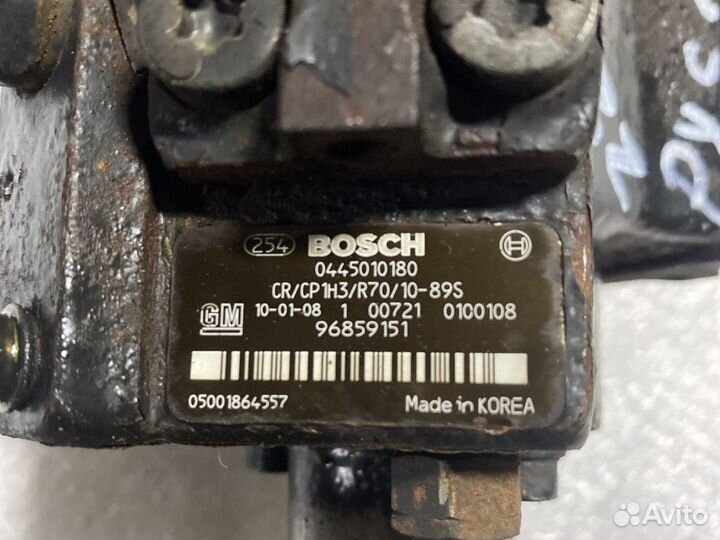 254 BOSCH
0445010180
CR/CP1H3/R70/10-89S
GM 10-01-08 1 00721 0100108
96859151
05001864557 Made in KOREA
Avito